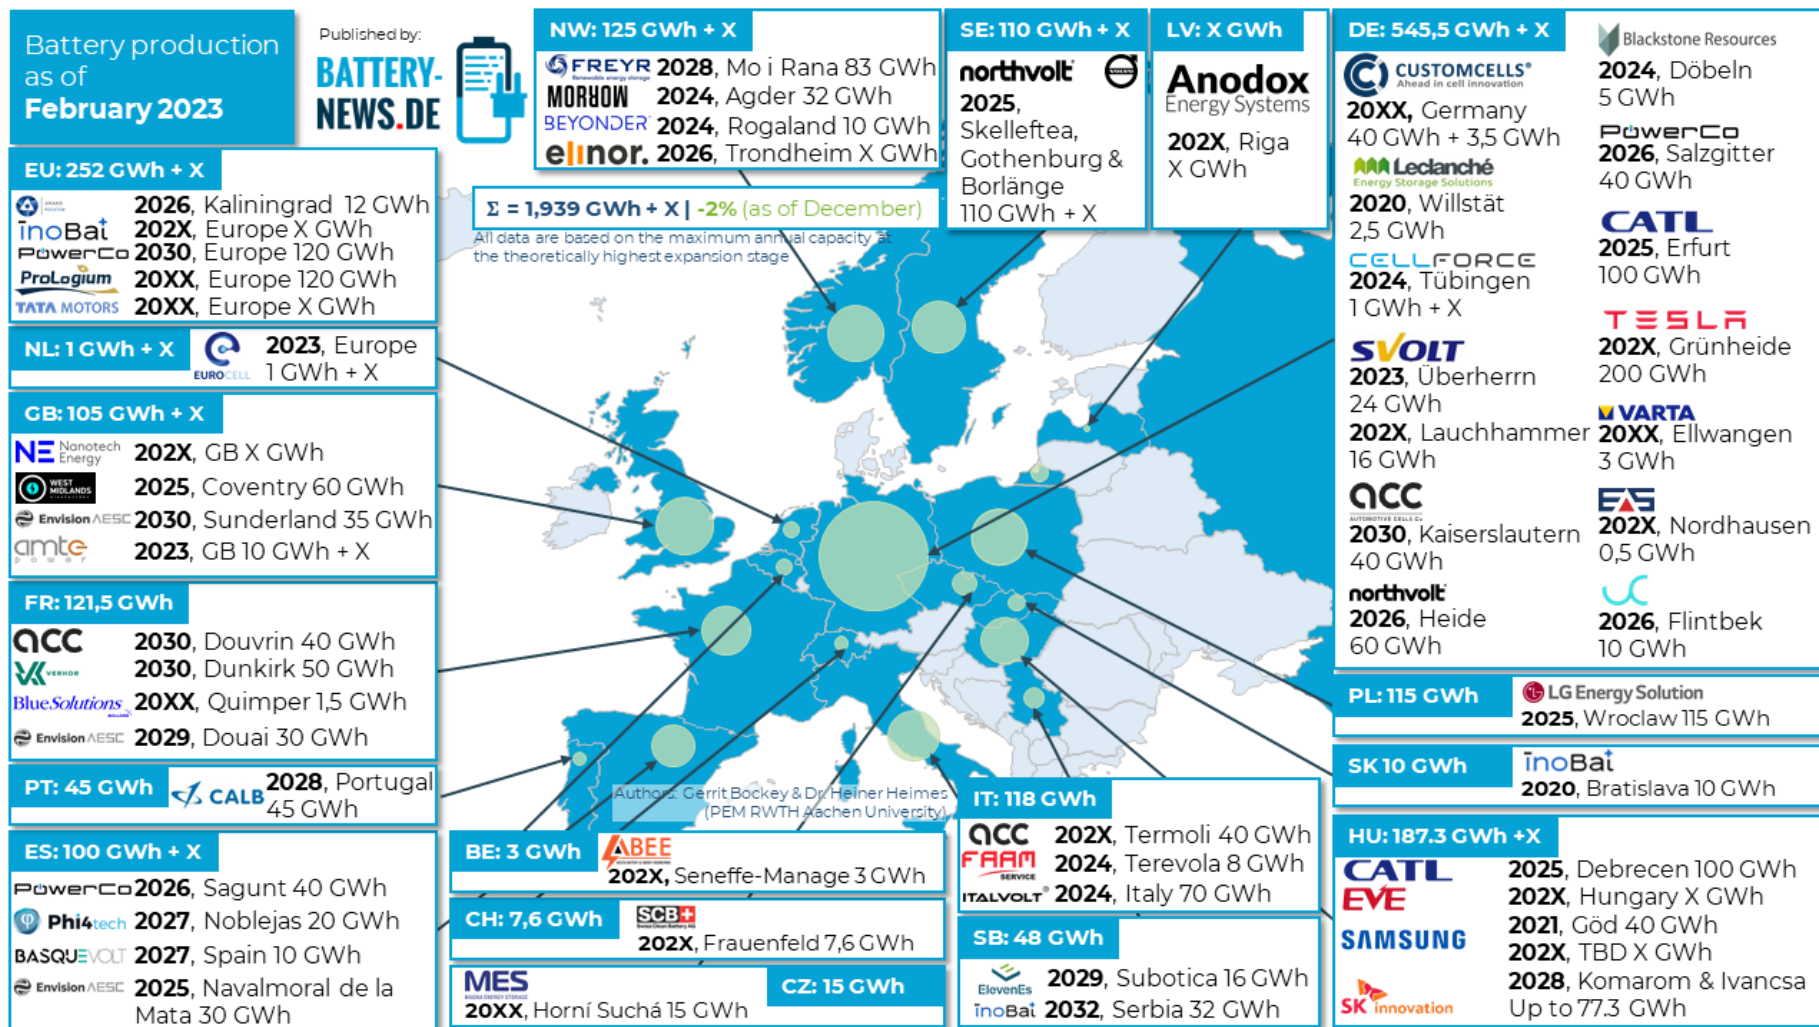 Battery production
as of
February 2023
Published by:
BATTERY-
NEWS.DE
NW: 125 GWh + X
FREYR
Renewable energy storage
2028, Mo i Rana 83 GWh
MORROW
2024, Agder 32 GWh
BEYONDER
2024, Rogaland 10 GWh
elinor.
2026, Trondheim X GWh
SE: 110 GWh + X
northvolt
VOLVO
2025,
Skelleftea,
Gothenburg &
Borlänge
110 GWh + X
LV: X GWh
Anodox
Energy Systems
202X, Riga
X GWh
DE: 545,5 GWh + X
CUSTOMCELLS®
Ahead in cell innovation
20XX, Germany
40 GWh + 3,5 GWh
Leclanché
Energy Storage Solutions
2020, Willstät
2,5 GWh
CELLFORCE
2024, Tübingen
1 GWh + X
SVOLT
2023, Überherrn
24 GWh
202X, Lauchhammer
16 GWh
acc
AUTOMOTIVE CELLS Co
2030, Kaiserslautern
40 GWh
northvolt
2026, Heide
60 GWh
Blackstone Resources
2024, Döbeln
5 GWh
PowerCo
2026, Salzgitter
40 GWh
CATL
2025, Erfurt
100 GWh
TESLA
202X, Grünheide
200 GWh
VARTA
20XX, Ellwangen
3 GWh
EAS
202X, Nordhausen
0,5 GWh
2026, Flintbek
10 GWh
Σ = 1,939 GWh + X | -2% (as of December)
All data are based on the maximum annual capacity at
the theoretically highest expansion stage
EU: 252 GWh + X
2026, Kaliningrad 12 GWh
inoBat
202X, Europe X GWh
PowerCo
2030, Europe 120 GWh
ProLogium
20XX, Europe 120 GWh
TATA MOTORS
20XX, Europe X GWh
NL: 1 GWh + X
EUROCELL
2023, Europe
1 GWh + X
GB: 105 GWh + X
NE Nanotech
Energy
202X, GB X GWh
WEST
MIDLANDS
2025, Coventry 60 GWh
Envision AESC
2030, Sunderland 35 GWh
amte
power
2023, GB 10 GWh + X
FR: 121,5 GWh
acc
2030, Douvrin 40 GWh
VERKOR
2030, Dunkirk 50 GWh
BlueSolutions
20XX, Quimper 1,5 GWh
Envision AESC
2029, Douai 30 GWh
PT: 45 GWh
CALB
2028, Portugal
45 GWh
ES: 100 GWh + X
PowerCo
2026, Sagunt 40 GWh
Phi4tech
2027, Noblejas 20 GWh
BASQUEVOLT
2027, Spain 10 GWh
Envision AESC
2025, Navalmoral de la
Mata 30 GWh
Authors: Gerrit Bockey & Dr. Heiner Heimes
(PEM RWTH Aachen University)
BE: 3 GWh
ABEE
202X, Seneffe-Manage 3 GWh
CH: 7,6 GWh
SCB
Swiss Clean Battery AG
202X, Frauenfeld 7,6 GWh
MES
MAGNA ENERGY STORAGE
CZ: 15 GWh
20XX, Horní Suchá 15 GWh
IT: 118 GWh
acc
202X, Termoli 40 GWh
FAAM
SERVICE
2024, Terevola 8 GWh
ITALVOLT®
2024, Italy 70 GWh
SB: 48 GWh
ElevenEs
2029, Subotica 16 GWh
inoBat
2032, Serbia 32 GWh
PL: 115 GWh
LG Energy Solution
2025, Wroclaw 115 GWh
SK 10 GWh
inoBat
2020, Bratislava 10 GWh
HU: 187.3 GWh +X
CATL
2025, Debrecen 100 GWh
EVE
202X, Hungary X GWh
SAMSUNG
2021, Göd 40 GWh
202X, TBD X GWh
SK innovation
2028, Komarom & Ivancsa
Up to 77.3 GWh